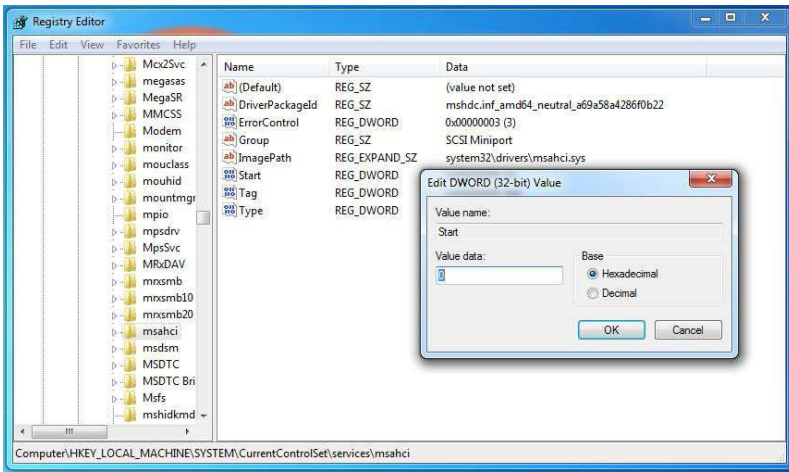 Registry Editor
File Edit View Favorites Help
Mcx2Svc
megasas
MegaSR
MMCSS
Modem
monitor
mouclass
mouhid
mountmgr
mpio
mpsdrv
MpsSvc
MRxDAV
mrxsmb
mrxsmb10
mrxsmb20
msahci
msdsm
MSDTC
MSDTC Bri
Msfs
mshidkmd
Name Type Data
(Default) REG_SZ (value not set)
DriverPackageId REG_SZ mshdc.inf_amd64_neutral_a69a58a4286f0b22
ErrorControl REG_DWORD 0x00000003 (3)
Group REG_SZ SCSI Miniport
ImagePath REG_EXPAND_SZ system32\drivers\msahci.sys
Start REG_DWORD
Tag REG_DWORD
Type REG_DWORD
Edit DWORD (32-bit) Value
Value name:
Start
Value data:
0
Base
Hexadecimal
Decimal
OK Cancel
Computer\HKEY_LOCAL_MACHINE\SYSTEM\CurrentControlSet\services\msahci